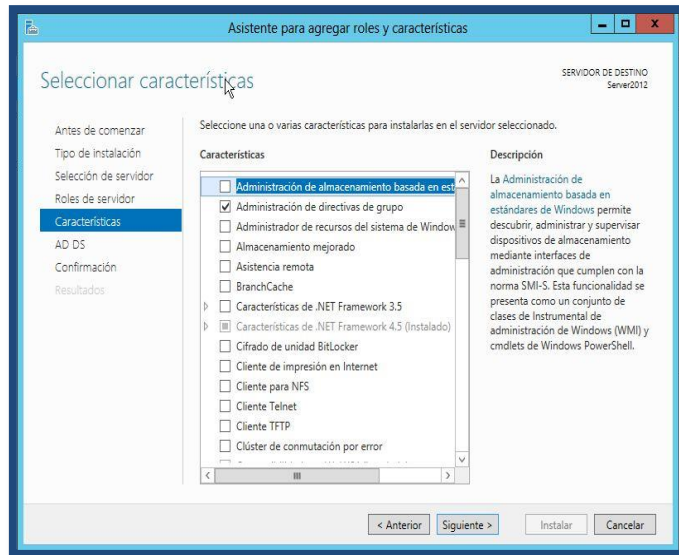 Asistente para agregar roles y características
Seleccionar características
SERVIDOR DE DESTINO
Server2012
Antes de comenzar
Tipo de instalación
Selección de servidor
Roles de servidor
Características
AD DS
Confirmación
Resultados
Seleccione una o varias características para instalarlas en el servidor seleccionado.
Características
Administración de almacenamiento basada en est
Administración de directivas de grupo
Administrador de recursos del sistema de Window
Almacenamiento mejorado
Asistencia remota
BranchCache
Características de .NET Framework 3.5
Características de .NET Framework 4.5 (Instalado)
Cifrado de unidad BitLocker
Cliente de impresión en Internet
Cliente para NFS
Cliente Telnet
Cliente TFTP
Clúster de conmutación por error
Descripción
La Administración de
almacenamiento basada en
estándares de Windows permite
descubrir, administrar y supervisar
dispositivos de almacenamiento
mediante interfaces de
administración que cumplen con la
norma SMI-S. Esta funcionalidad se
presenta como un conjunto de
clases de Instrumental de
administración de Windows (WMI) y
cmdlets de Windows PowerShell.
< Anterior
Siguiente >
Instalar
Cancelar